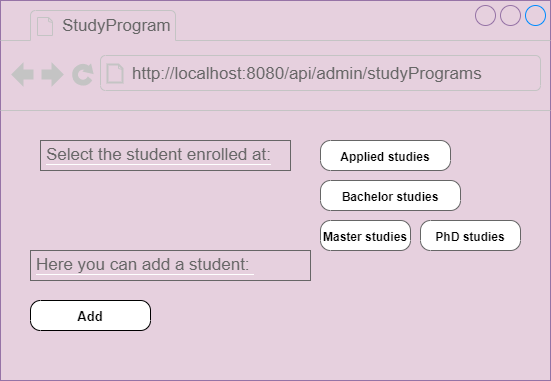 StudyProgram
http://localhost:8080/api/admin/studyPrograms
Select the student enrolled at:
Applied studies
Bachelor studies
Master studies
PhD studies
Here you can add a student:
Add